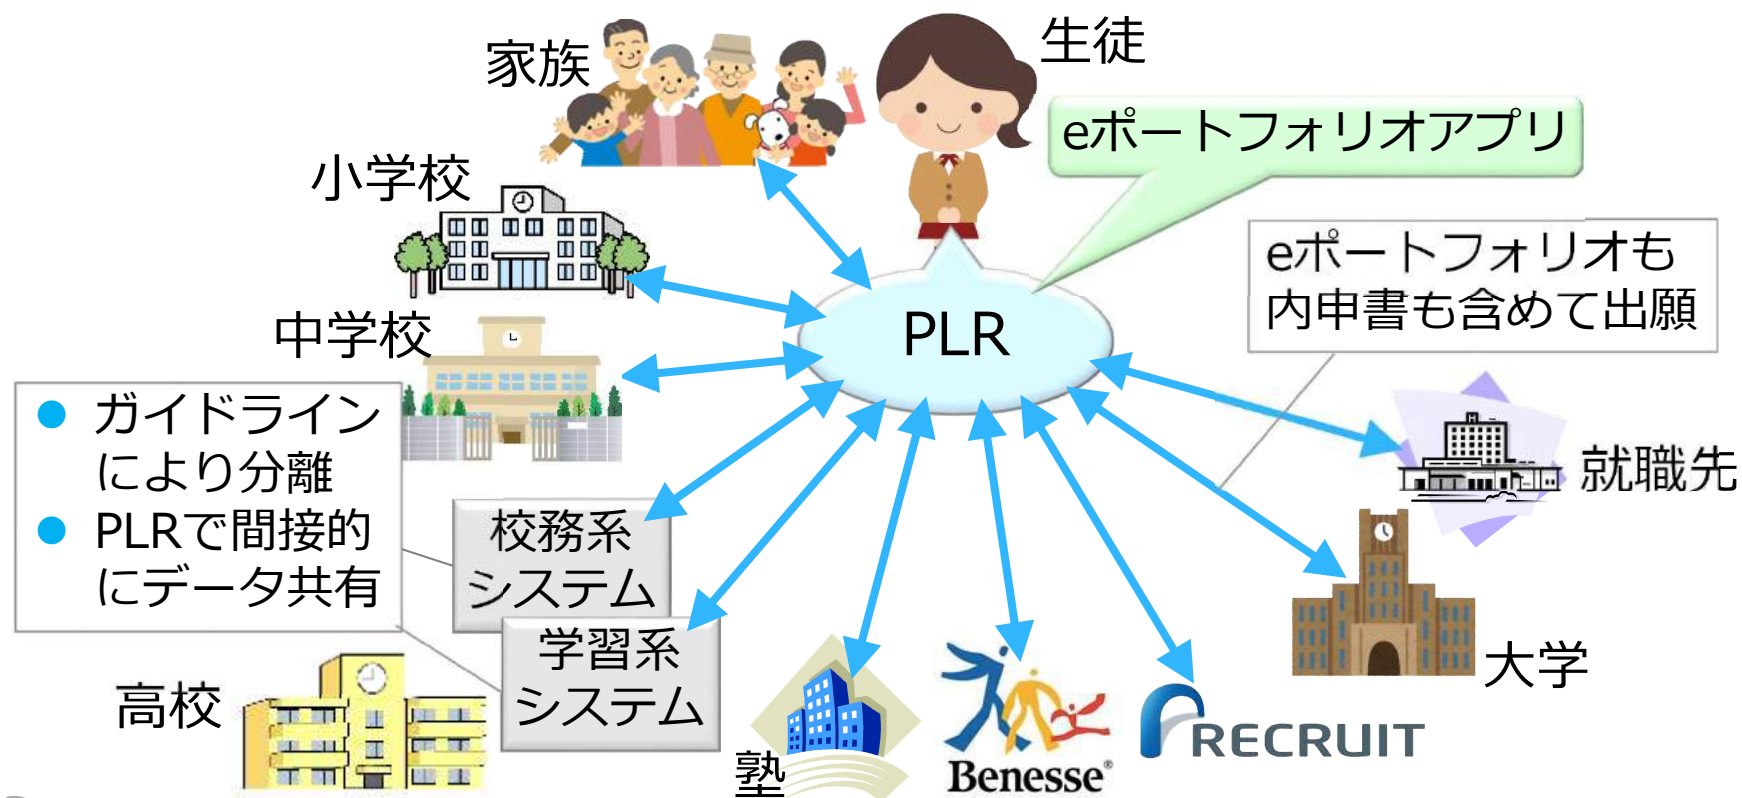 家族
生徒
eポートフォリオアプリ
小学校
eポートフォリオも
内申書も含めて出願
中学校
PLR
● ガイドライン
により分離
● PLRで間接的
にデータ共有
校務系
システム
学習系
システム
就職先
大学
高校
塾
Benesse®
RECRUIT